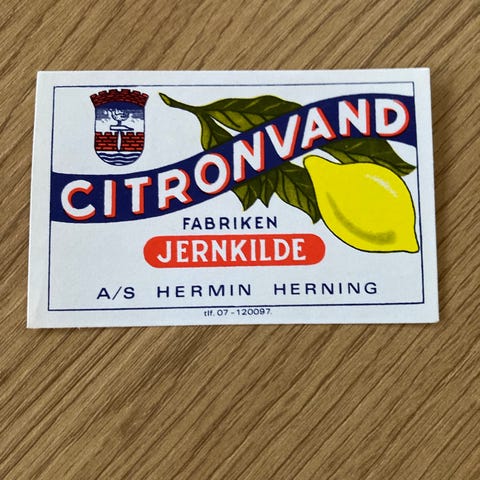 CITRONVAND
FABRIKEN
JERNKILDE
A/S HERMIN HERNING
tlf. 07-120097.